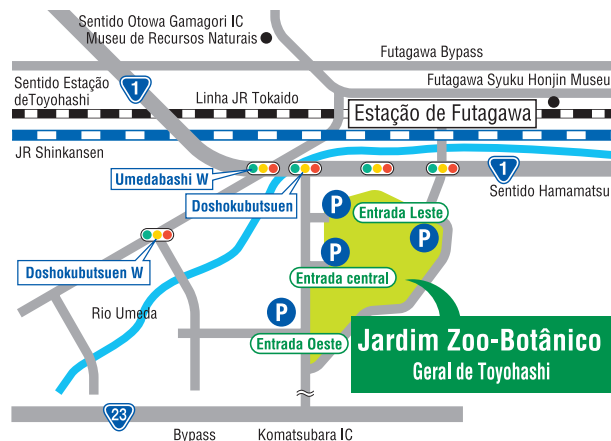 Sentido Otowa Gamagori IC
Museu de Recursos Naturais
Futagawa Bypass
Sentido Estação
deToyohashi
1
Linha JR Tokaido
Futagawa Syuku Honjin Museu
Estação de Futagawa
JR Shinkansen
Umedabashi W
1
Sentido Hamamatsu
Doshokubutsuen
P
Entrada Leste
P
Doshokubutsuen W
P
Entrada central
Rio Umeda
P
Entrada Oeste
Jardim Zoo-Botânico
Geral de Toyohashi
23
Bypass
Komatsubara IC